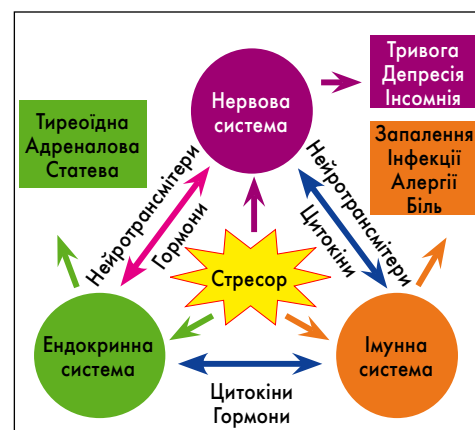 Тривога
Депресія
Інсомнія
Нервова
система
Тиреоїдна
Адреналова
Статева
Запалення
Інфекції
Алергії
Біль
Нейротрансмітери
Гормони
Нейротрансмітери
Цитокіни
Стресор
Ендокринна
система
Імунна
система
Цитокіни
Гормони